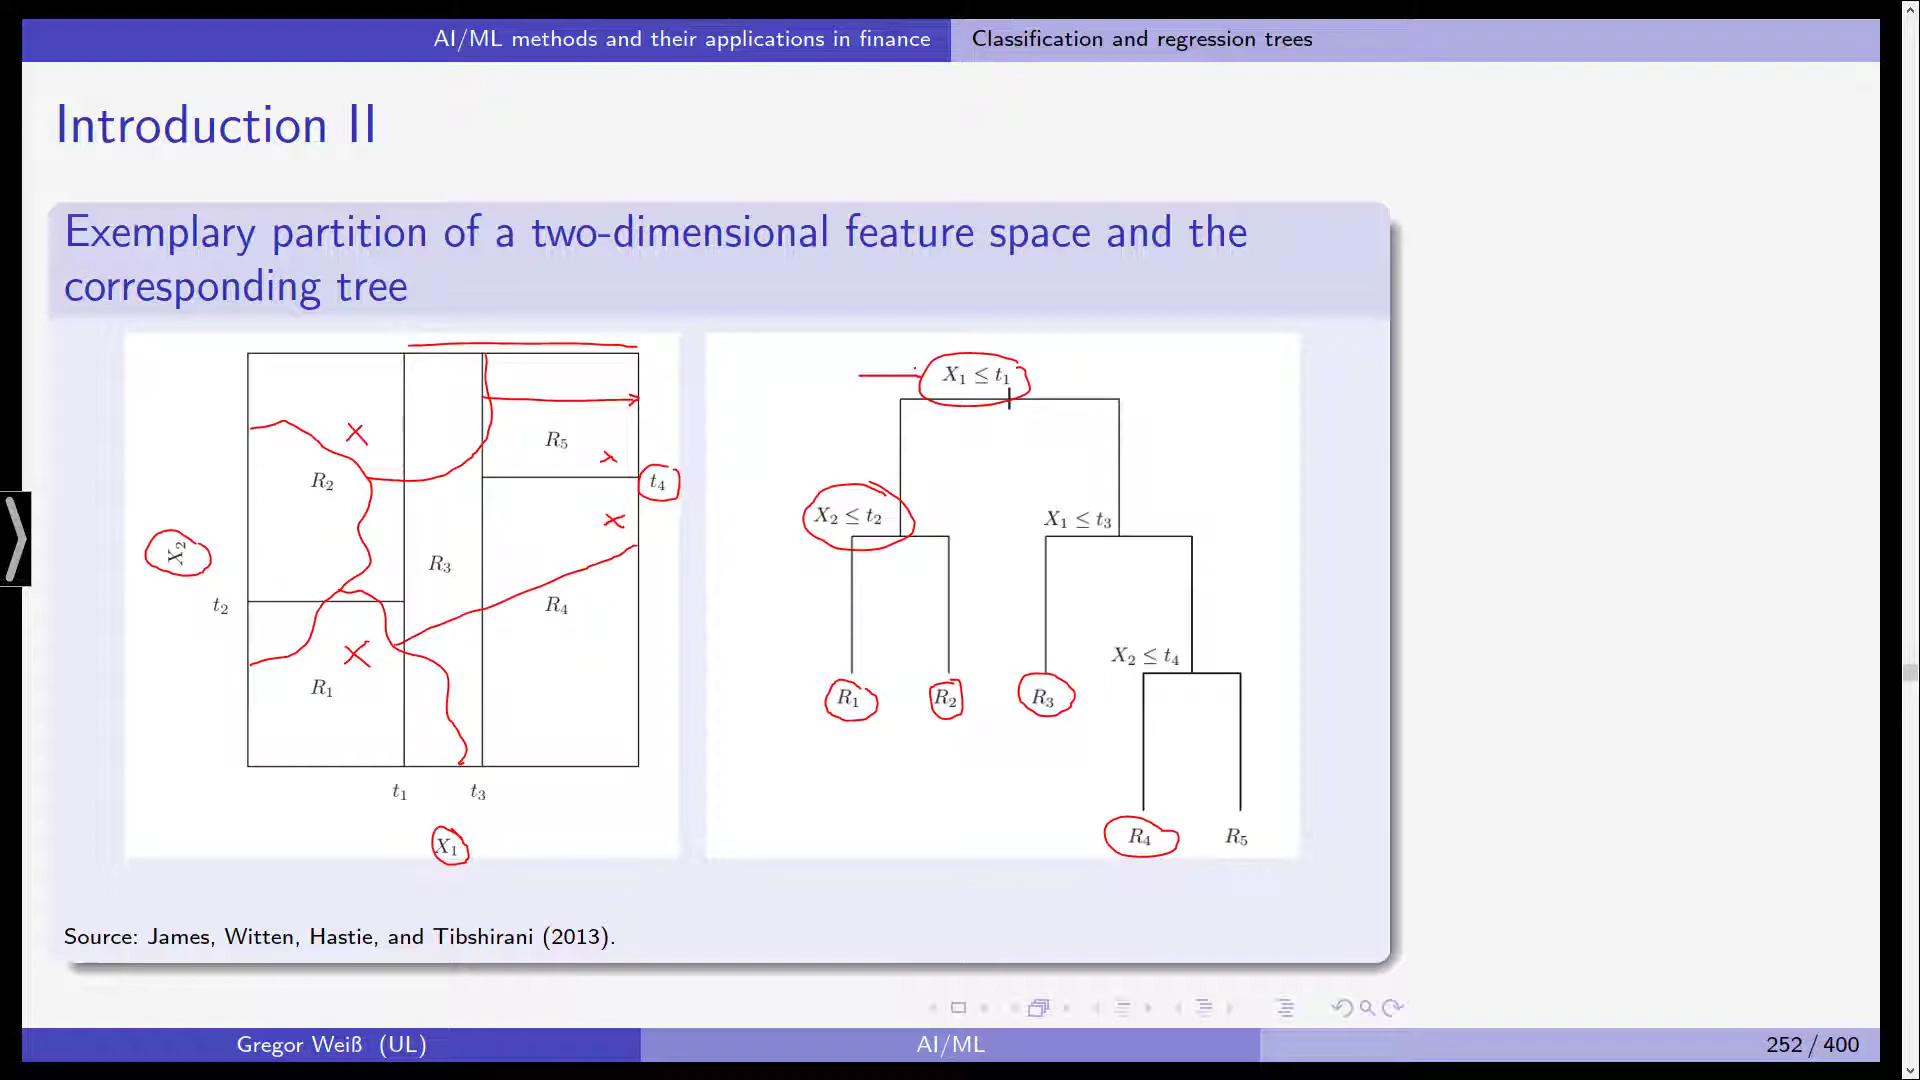 AI/ML methods and their applications in finance Classification and regression trees
Introduction II
Exemplary partition of a two-dimensional feature space and the
corresponding tree
R₅
t₄
R₂
X₂
R₃
t₂
R₄
R₁
t₁ t₃
X₁
X₁ ≤ t₁
X₂ ≤ t₂ X₁ ≤ t₃
X₂ ≤ t₄
R₁ R₂ R₃
R₄ R₅
Source: James, Witten, Hastie, and Tibshirani (2013).
Gregor Weiß (UL) AI/ML 252 / 400